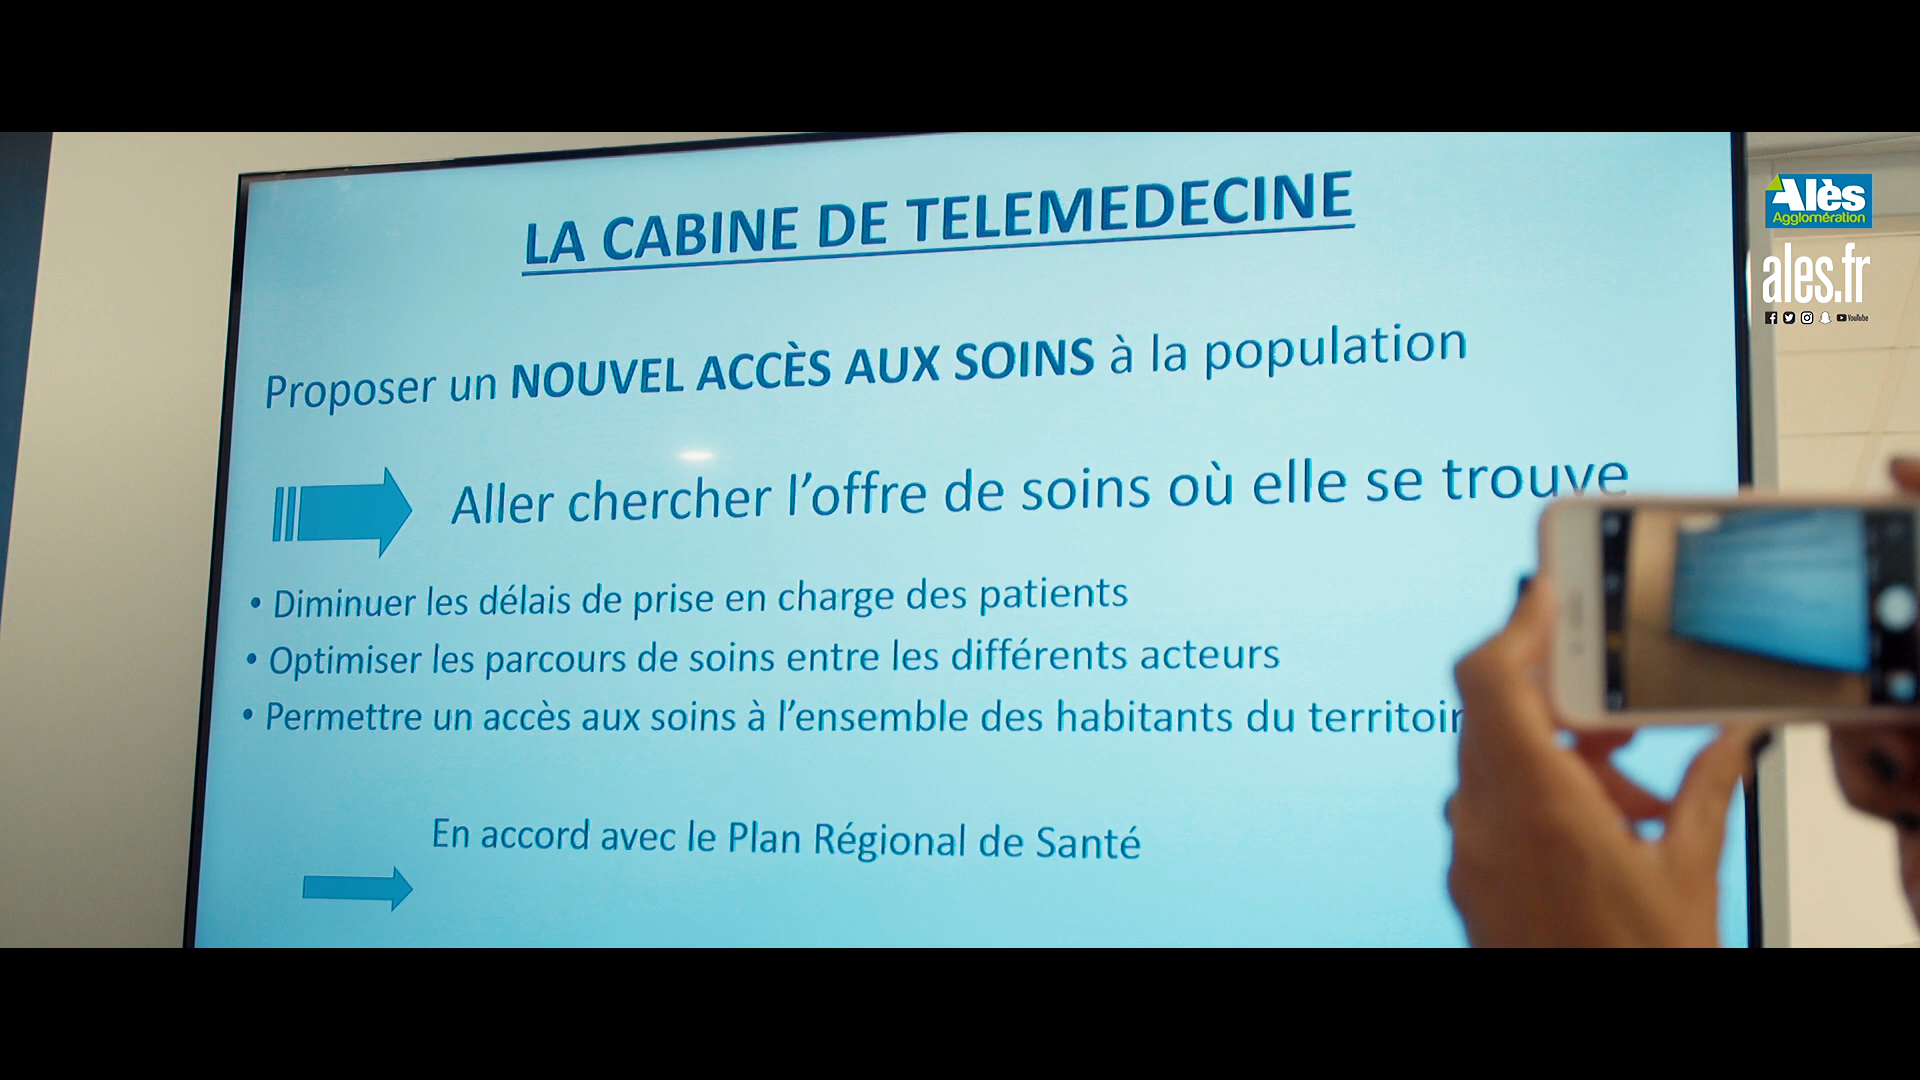 LA CABINE DE TELEMEDECINE
Proposer un NOUVEL ACCÈS AUX SOINS à la population
Aller chercher l'offre de soins où elle se trouve
• Diminuer les délais de prise en charge des patients
• Optimiser les parcours de soins entre les différents acteurs
• Permettre un accès aux soins à l'ensemble des habitants du territoir
En accord avec le Plan Régional de Santé
Alès
Agglomération
ales.fr
YouTube